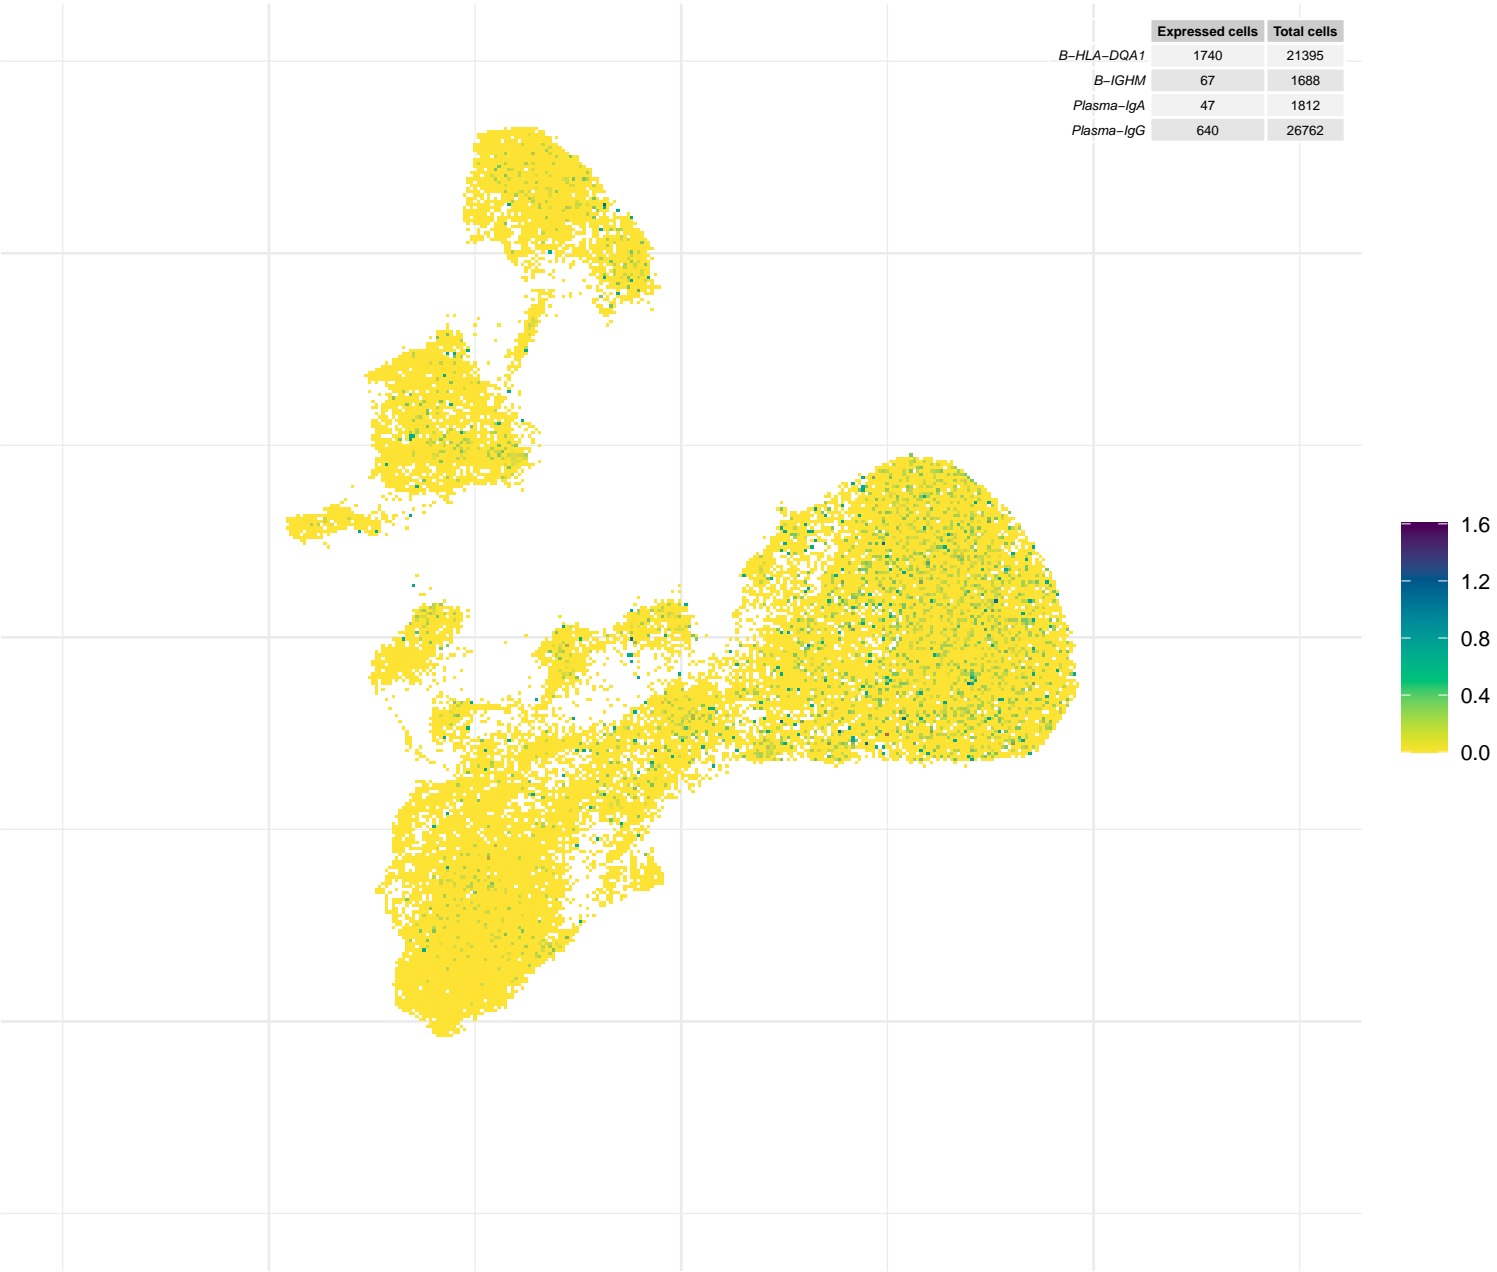 Expressed cells Total cells
B−HLA−DQA1 1740 21395
B−IGHM 67 1688
Plasma−IgA 47 1812
Plasma−IgG 640 26762
1.6
1.2
0.8
0.4
0.0